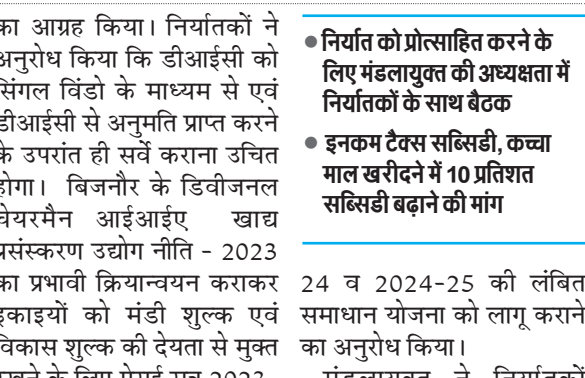 का आग्रह किया। निर्यातकों ने
अनुरोध किया कि डीआईसी को
सिंगल विंडो के माध्यम से एवं
डीआईसी से अनुमति प्राप्त करने
के उपरांत ही सर्वे कराना उचित
होगा। बिजनौर के डिवीजनल
चेयरमैन आईआईए खाद्य
प्रसंस्करण उद्योग नीति - 2023
का प्रभावी क्रियान्वयन कराकर
इकाइयों को मंडी शुल्क एवं
विकास शुल्क की देयता से मुक्त
● निर्यात को प्रोत्साहित करने के
लिए मंडलायुक्त की अध्यक्षता में
निर्यातकों के साथ बैठक
● इनकम टैक्स सब्सिडी, कच्चा
माल खरीदने में 10 प्रतिशत
सब्सिडी बढ़ाने की मांग
24 व 2024-25 की लंबित
समाधान योजना को लागू कराने
का अनुरोध किया।